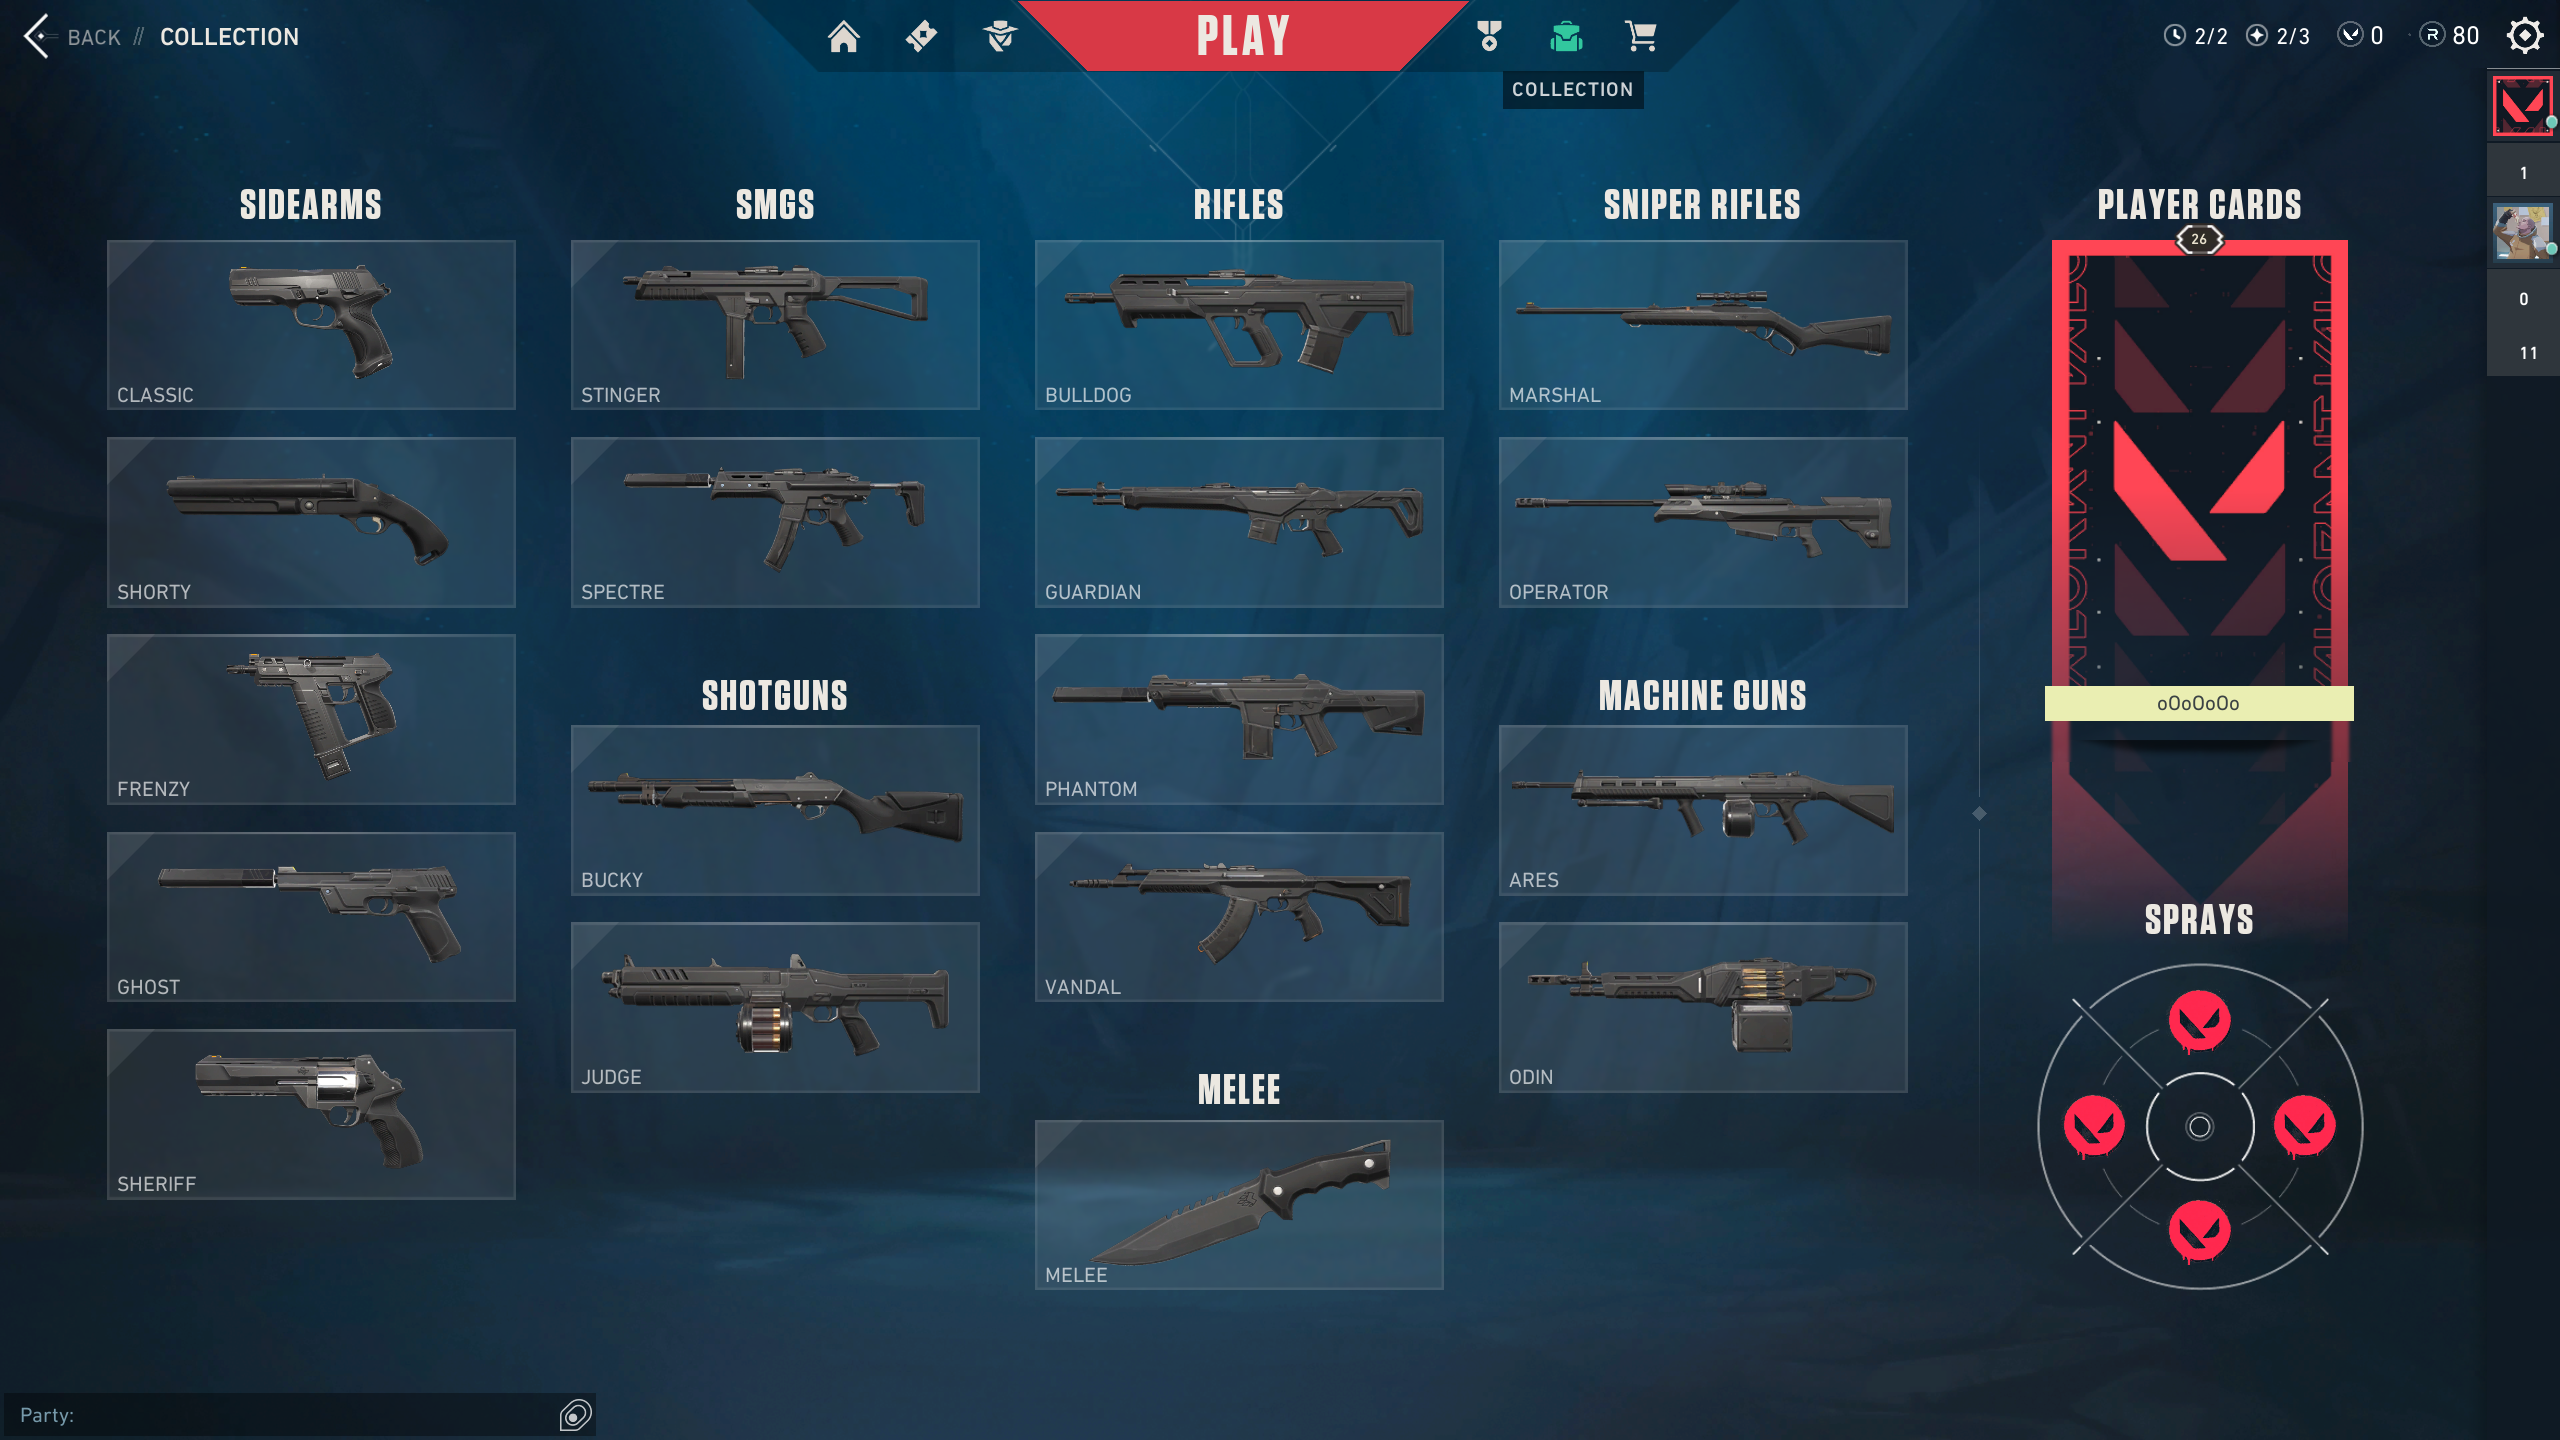 BACK // COLLECTION
PLAY
2/2 2/3 0 80
COLLECTION
1
0
11
SIDEARMS
CLASSIC
SHORTY
FRENZY
GHOST
SHERIFF
SMGS
STINGER
SPECTRE
SHOTGUNS
BUCKY
JUDGE
RIFLES
BULLDOG
GUARDIAN
PHANTOM
VANDAL
MELEE
MELEE
SNIPER RIFLES
MARSHAL
OPERATOR
MACHINE GUNS
ARES
ODIN
PLAYER CARDS
26
oOoOoOo
SPRAYS
Party: